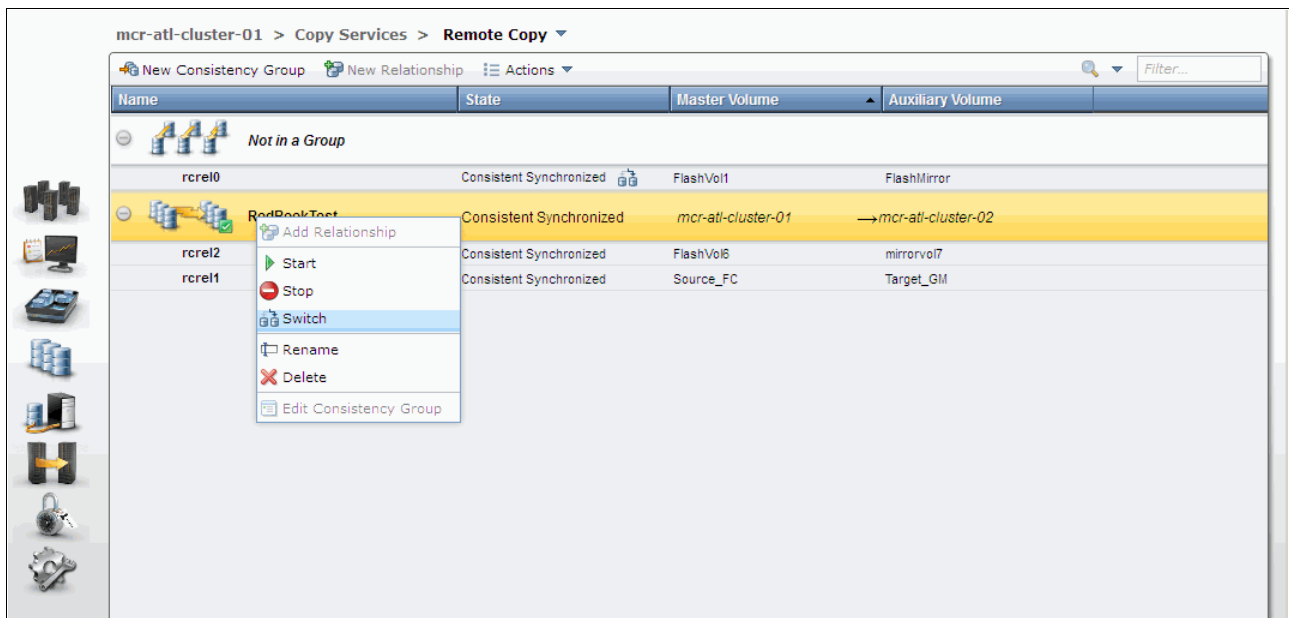 mcr-atl-cluster-01 > Copy Services > Remote Copy
New Consistency Group New Relationship Actions Filter...
Name State Master Volume Auxiliary Volume
Not in a Group
rcrel0 Consistent Synchronized FlashVol1 FlashMirror
RedBookTest Consistent Synchronized mcr-atl-cluster-01 →mcr-atl-cluster-02
Add Relationship
rcrel2 Consistent Synchronized FlashVol6 mirrorvol7
Start
rcrel1 Consistent Synchronized Source_FC Target_GM
Stop
Switch
Rename
Delete
Edit Consistency Group